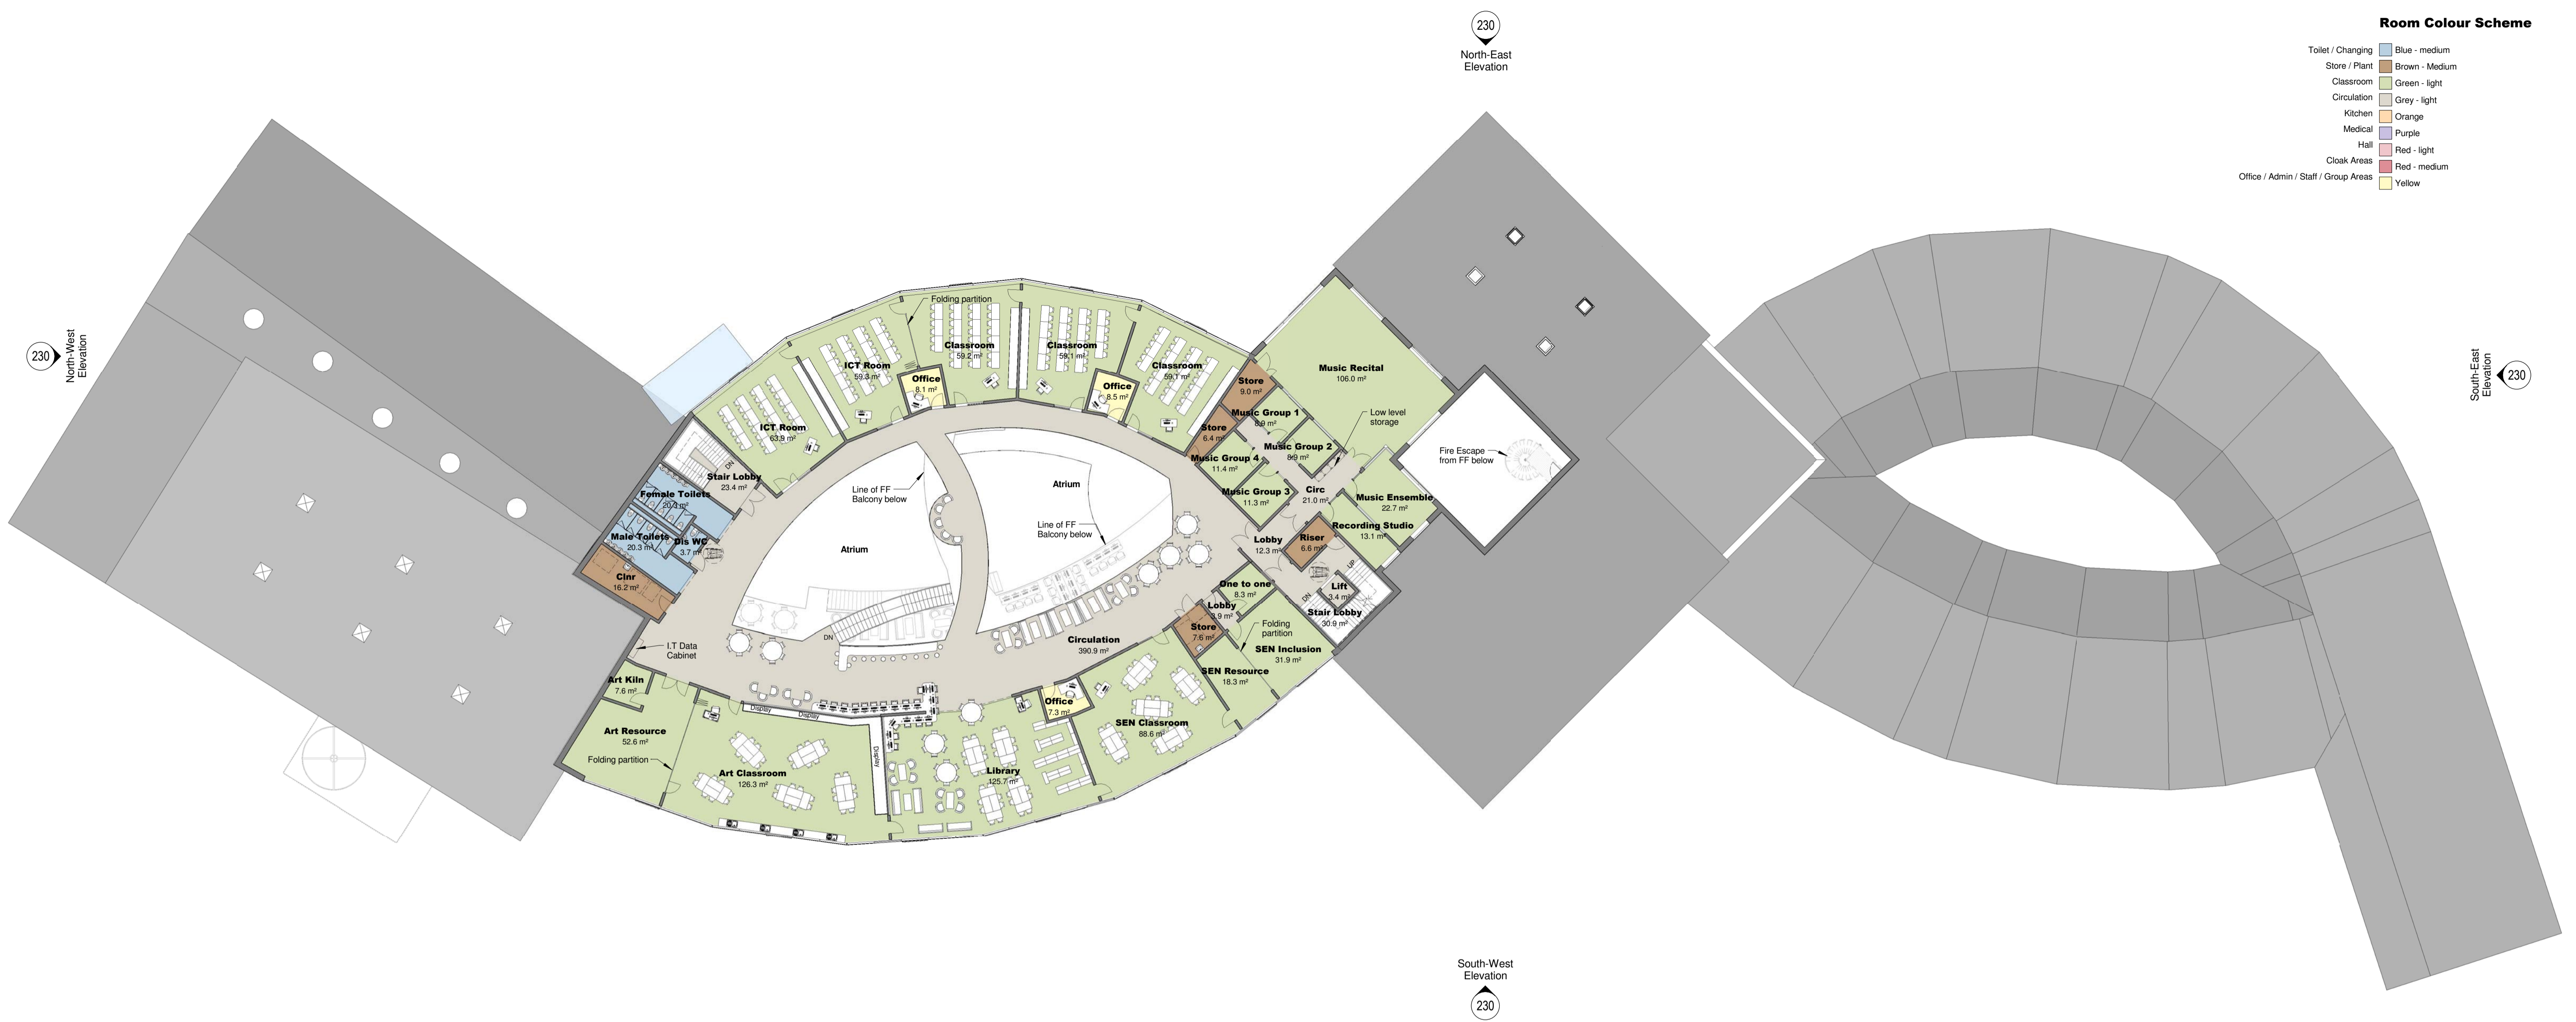 230
North-East
Elevation
Room Colour Scheme
Toilet / Changing Blue - medium
Store / Plant Brown - Medium
Classroom Green - light
Circulation Grey - light
Kitchen Orange
Medical Purple
Hall Red - light
Cloak Areas Red - medium
Office / Admin / Staff / Group Areas Yellow
230
North-West
Elevation
South-East
Elevation
230
Folding partition
Classroom
59.2 m²
Classroom
59.1 m²
Classroom
59.1 m²
ICT Room
59.3 m²
ICT Room
63.9 m²
Office
8.1 m²
Office
8.5 m²
Music Recital
106.0 m²
Store
9.0 m²
Store
6.4 m²
Music Group 1
8.9 m²
Music Group 2
8.9 m²
Music Group 4
11.4 m²
Music Group 3
11.3 m²
Low level
storage
Circ
21.0 m²
Music Ensemble
22.7 m²
Recording Studio
13.1 m²
Fire Escape
from FF below
DN
Stair Lobby
23.4 m²
Female Toilets
20.3 m²
Male Toilets
20.3 m²
Dis WC
3.7 m²
Clnr
16.2 m²
Line of FF
Balcony below
Atrium
Atrium
Line of FF
Balcony below
Lobby
12.3 m²
Riser
6.6 m²
UP
Lift
3.4 m²
DN
Stair Lobby
30.9 m²
One to one
8.3 m²
Lobby
.9 m²
Store
7.6 m²
Folding
partition
SEN Inclusion
31.9 m²
SEN Resource
18.3 m²
DN
Circulation
390.9 m²
I.T Data
Cabinet
Art Kiln
7.6 m²
Art Resource
52.6 m²
Folding partition
Display
Display
Display
Art Classroom
126.3 m²
Library
125.7 m²
Office
7.3 m²
SEN Classroom
88.6 m²
South-West
Elevation
230